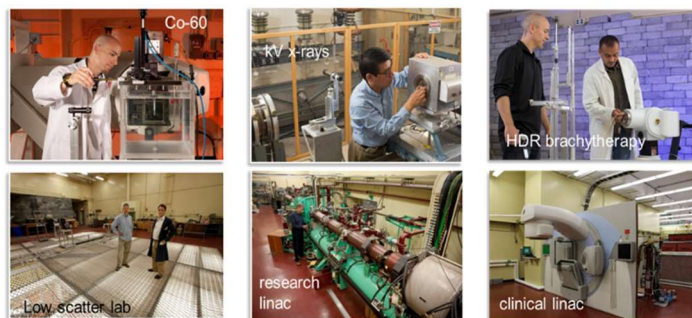 Co-60
kV x-rays
HDR brachytherapy
Low scatter lab
research
linac
clinical linac